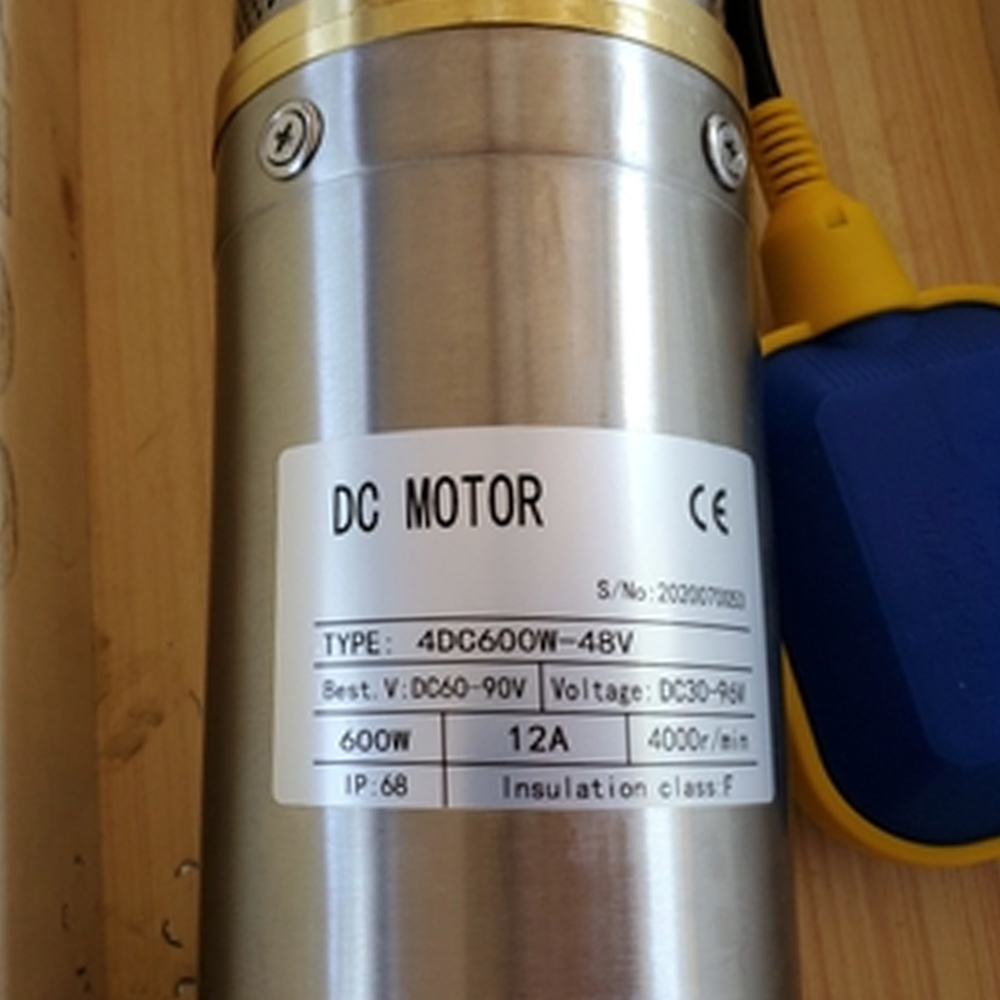 DC MOTOR CE
S/No:
TYPE: 4DC600W-48V
Best.V:DC60-90V Voltage:DC30-96V
600W 12A 4000r/min
IP:68 Insulation class:F